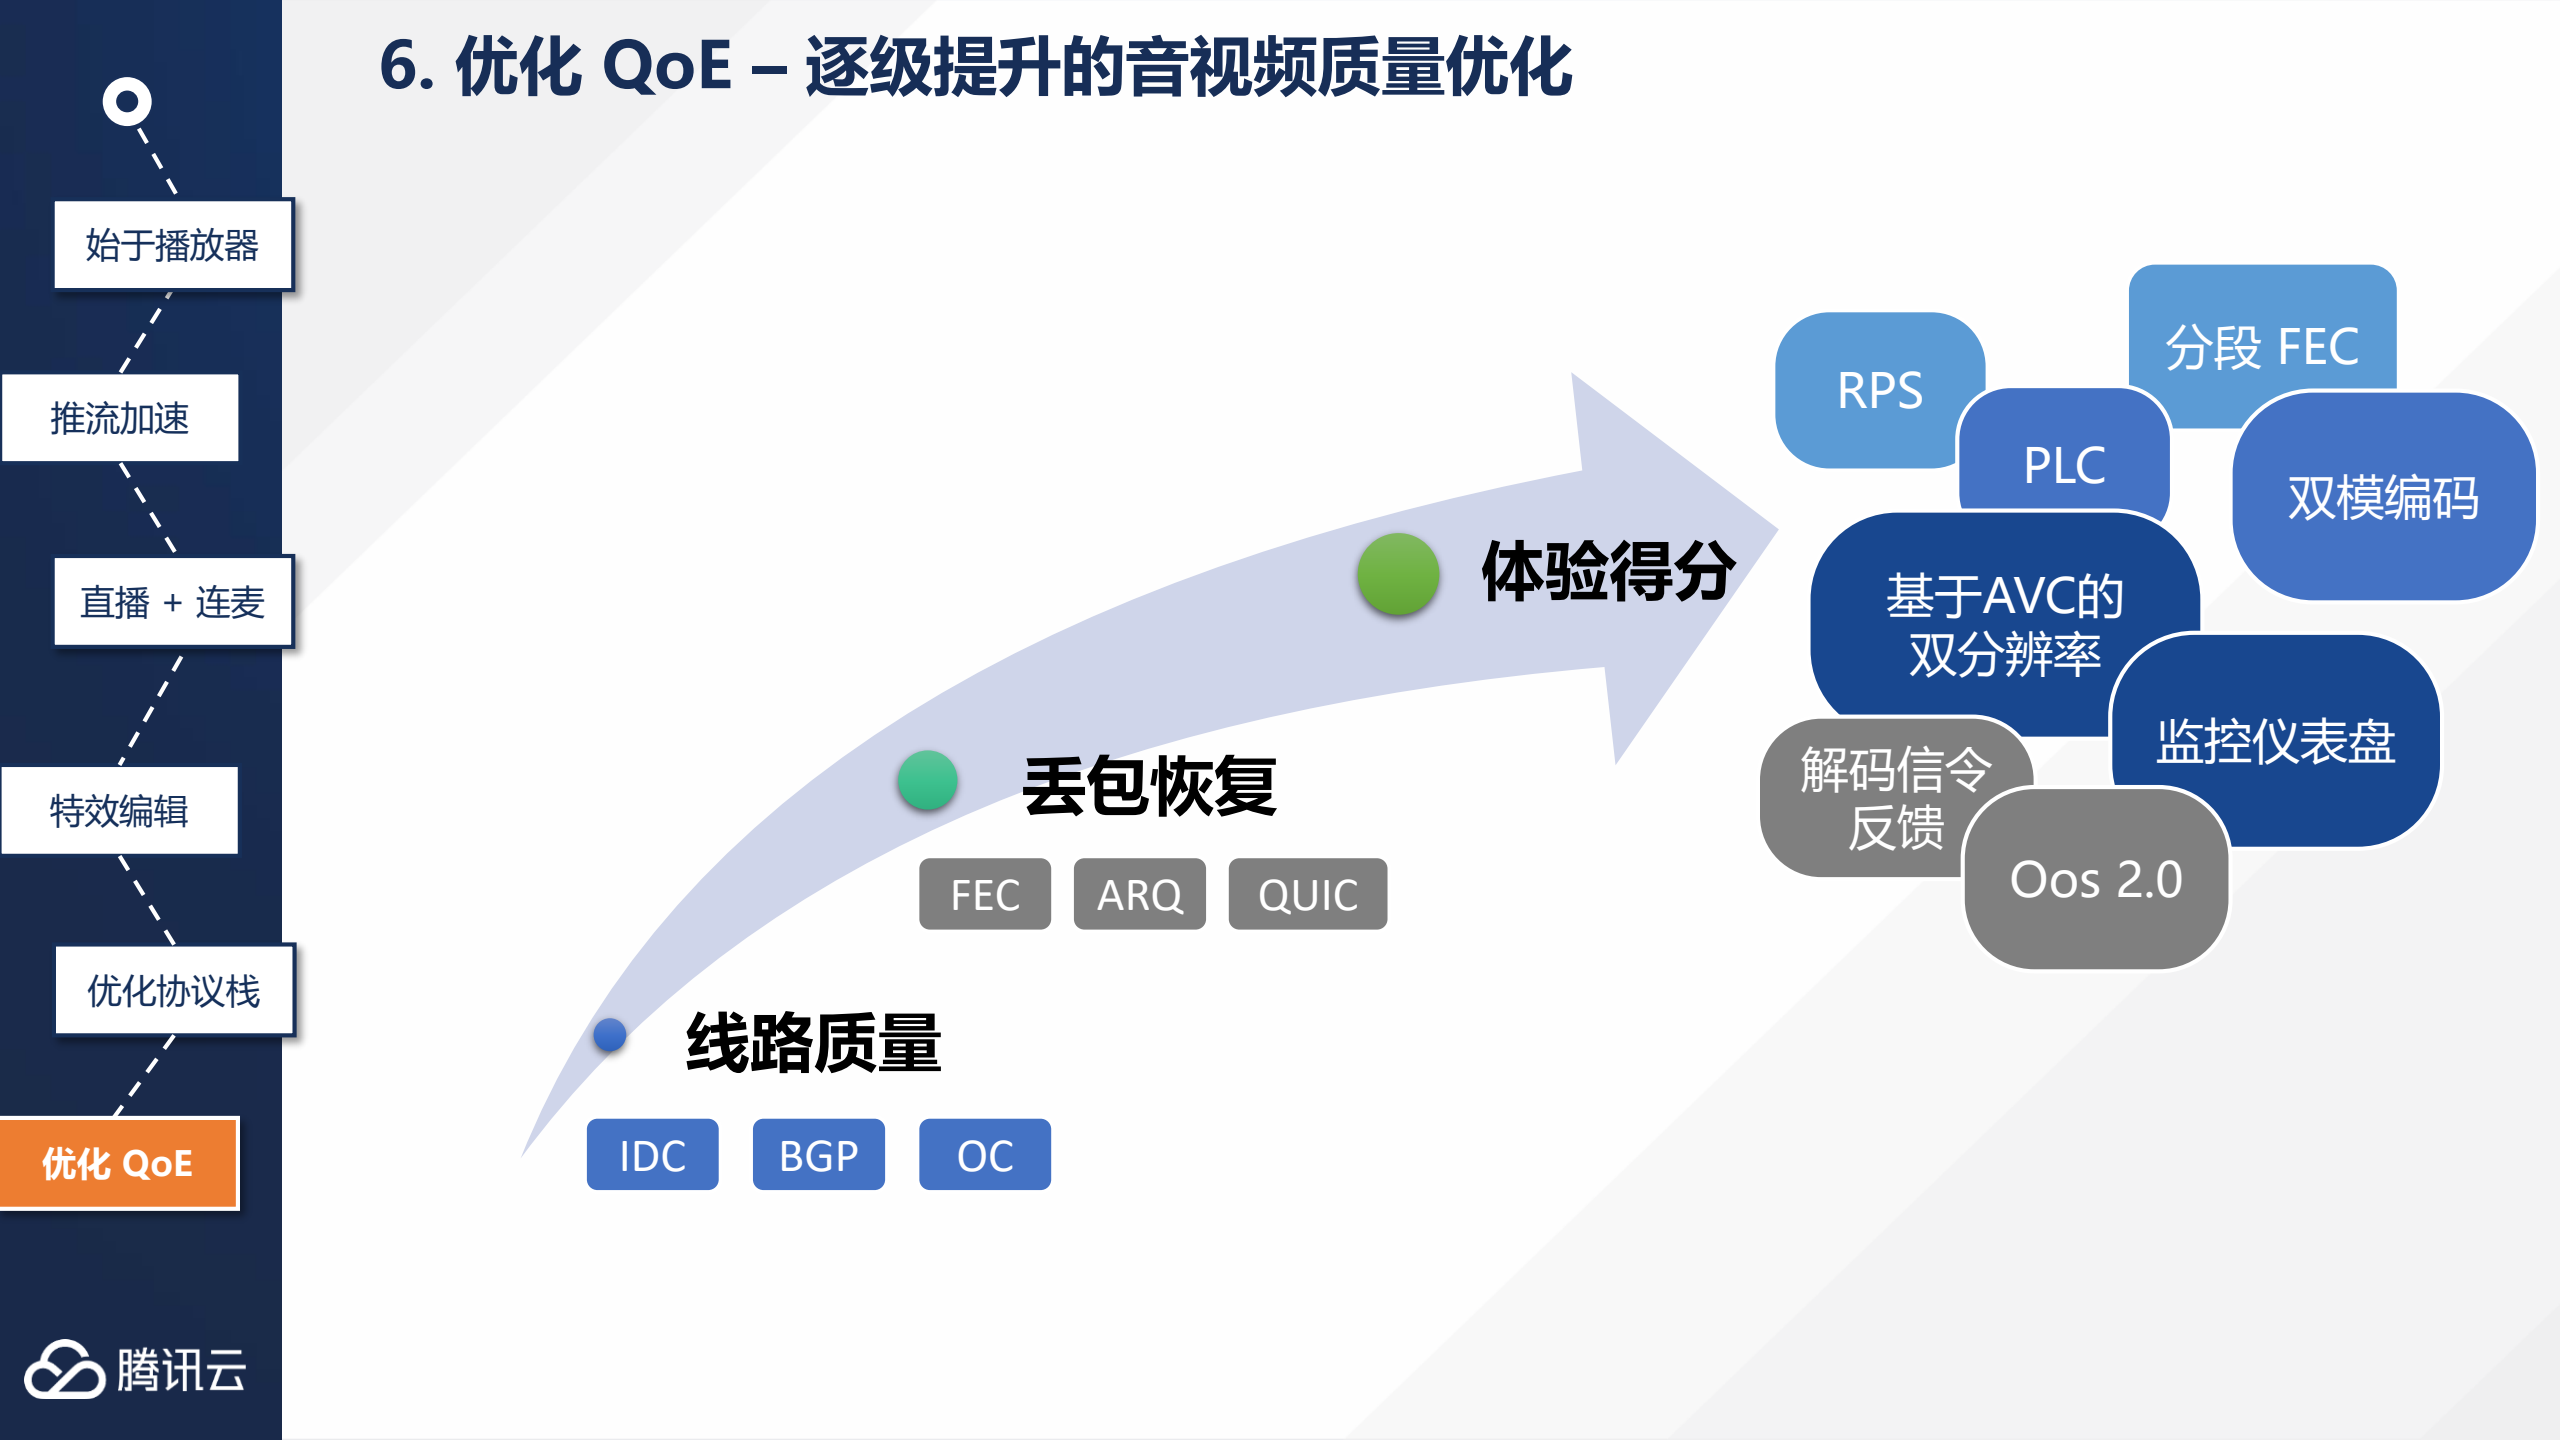 6. 优化 QoE – 逐级提升的音视频质量优化
始于播放器
推流加速
直播 + 连麦
特效编辑
优化协议栈
优化 QoE
腾讯云
体验得分
丢包恢复
FEC ARQ QUIC
线路质量
IDC BGP OC
RPS
分段 FEC
PLC
双模编码
基于AVC的
双分辨率
监控仪表盘
解码信令
反馈
Oos 2.0